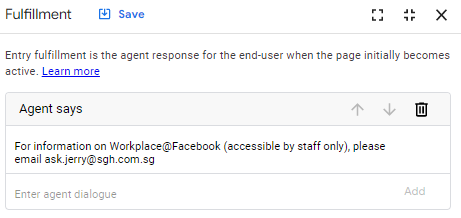 Fulfillment Save
Entry fulfillment is the agent response for the end-user when the page initially becomes
active. Learn more
Agent says
For information on Workplace@Facebook (accessible by staff only), please
email ask.jerry@sgh.com.sg
Enter agent dialogue Add